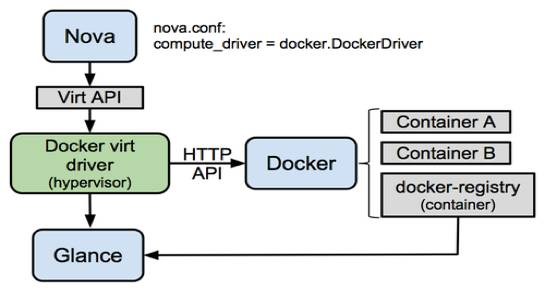 Nova
nova.conf:
compute_driver = docker.DockerDriver
Virt API
Docker virt
driver
(hypervisor)
HTTP
API
Docker
Container A
Container B
docker-registry
(container)
Glance